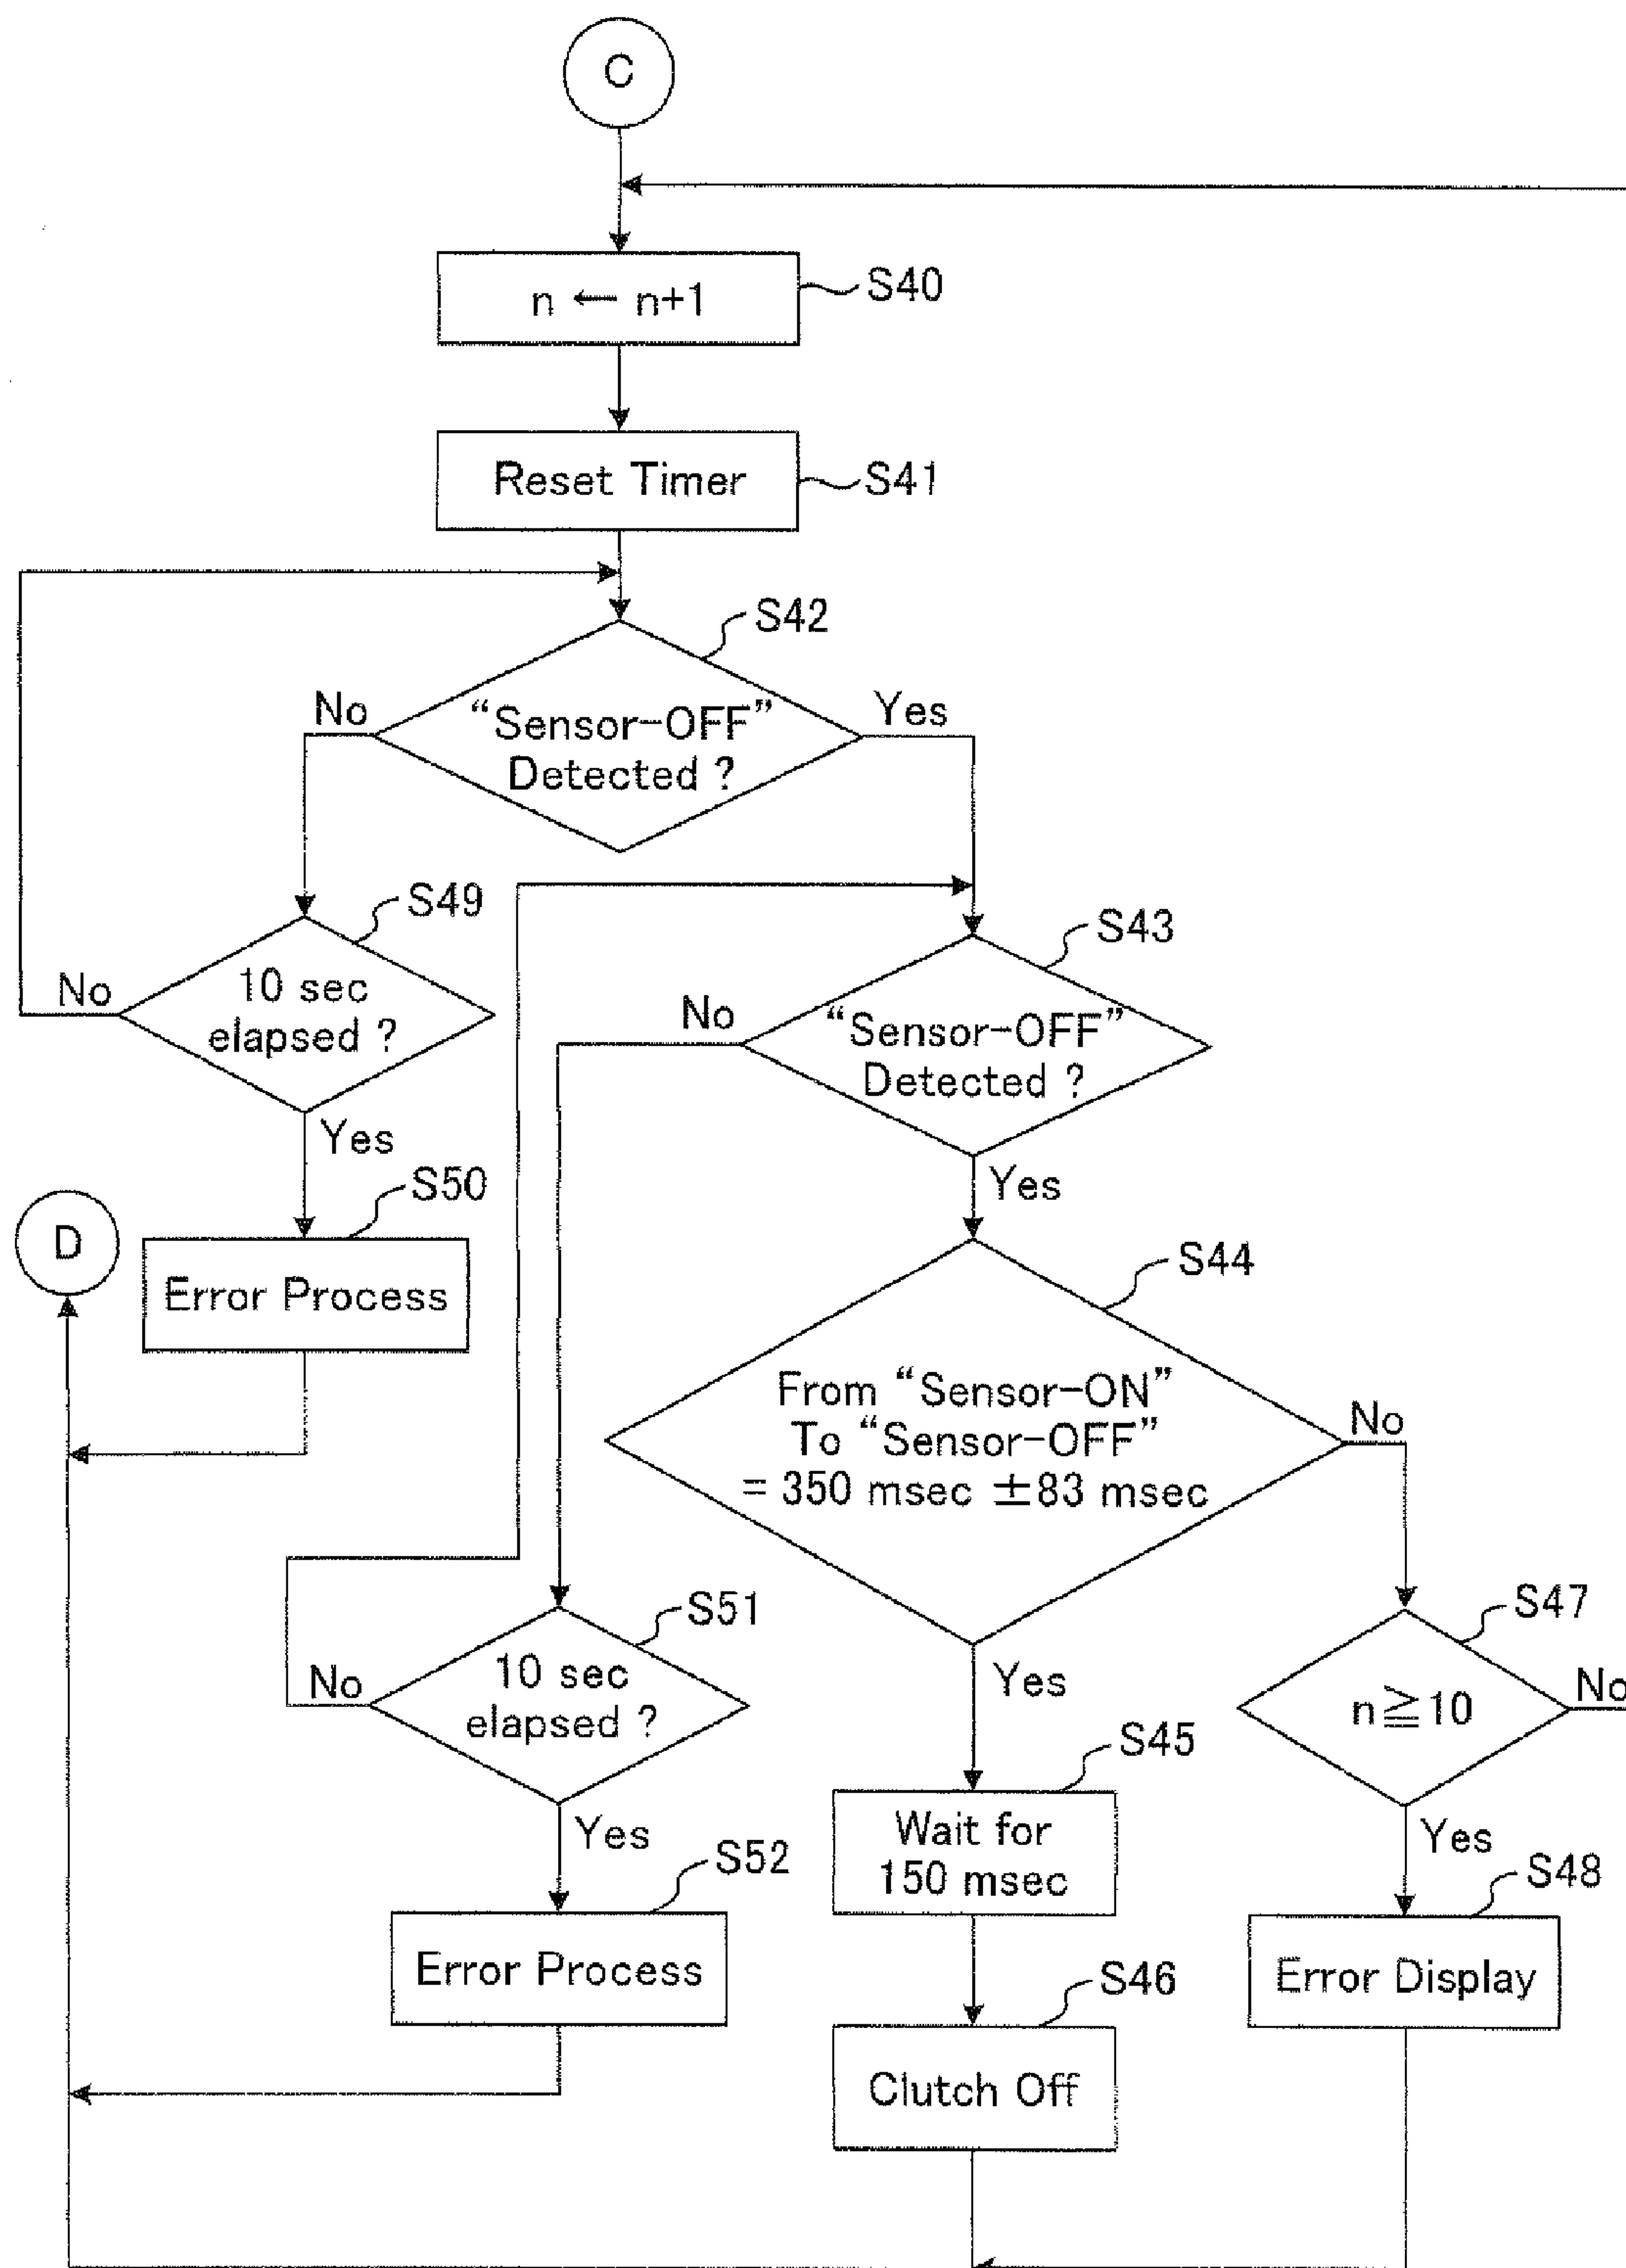 C
n ← n+1
S40
Reset Timer
S41
S42
No
“Sensor-OFF”
Detected ?
Yes
S49
No
10 sec
elapsed ?
Yes
S43
No
“Sensor-OFF”
Detected ?
Yes
S50
D
Error Process
S44
From “Sensor-ON”
To “Sensor-OFF”
= 350 msec ±83 msec
No
Yes
S51
No
10 sec
elapsed ?
Yes
S47
n≧10
No
Yes
S45
Wait for
150 msec
S52
Error Process
S48
Error Display
S46
Clutch Off